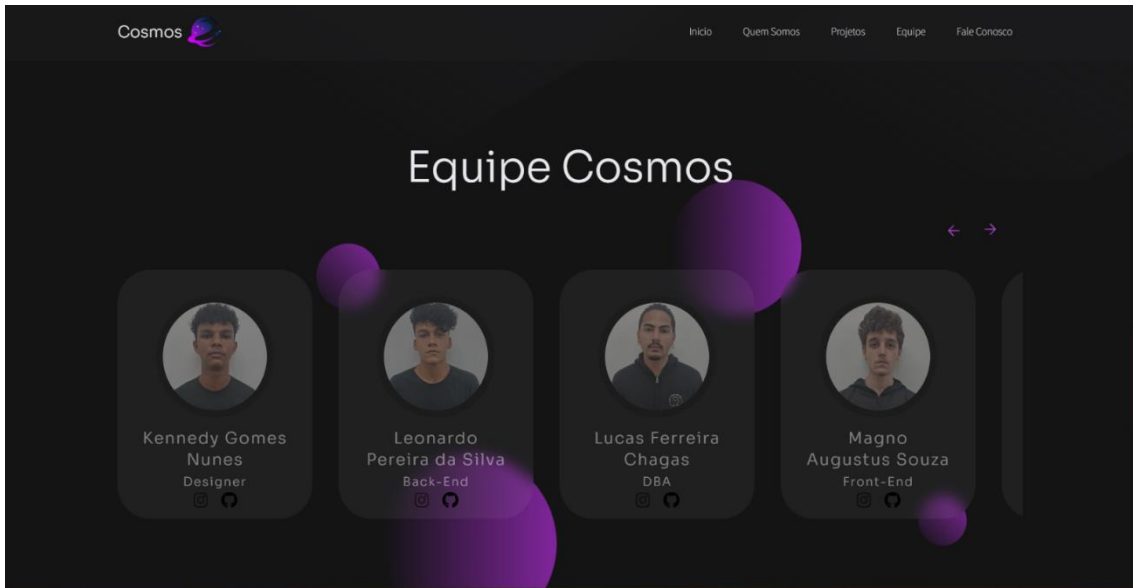 Cosmos
Inicio Quem Somos Projetos Equipe Fale Conosco
Equipe Cosmos
Kennedy Gomes
Nunes
Designer
Leonardo
Pereira da Silva
Back-End
Lucas Ferreira
Chagas
DBA
Magno
Augustus Souza
Front-End